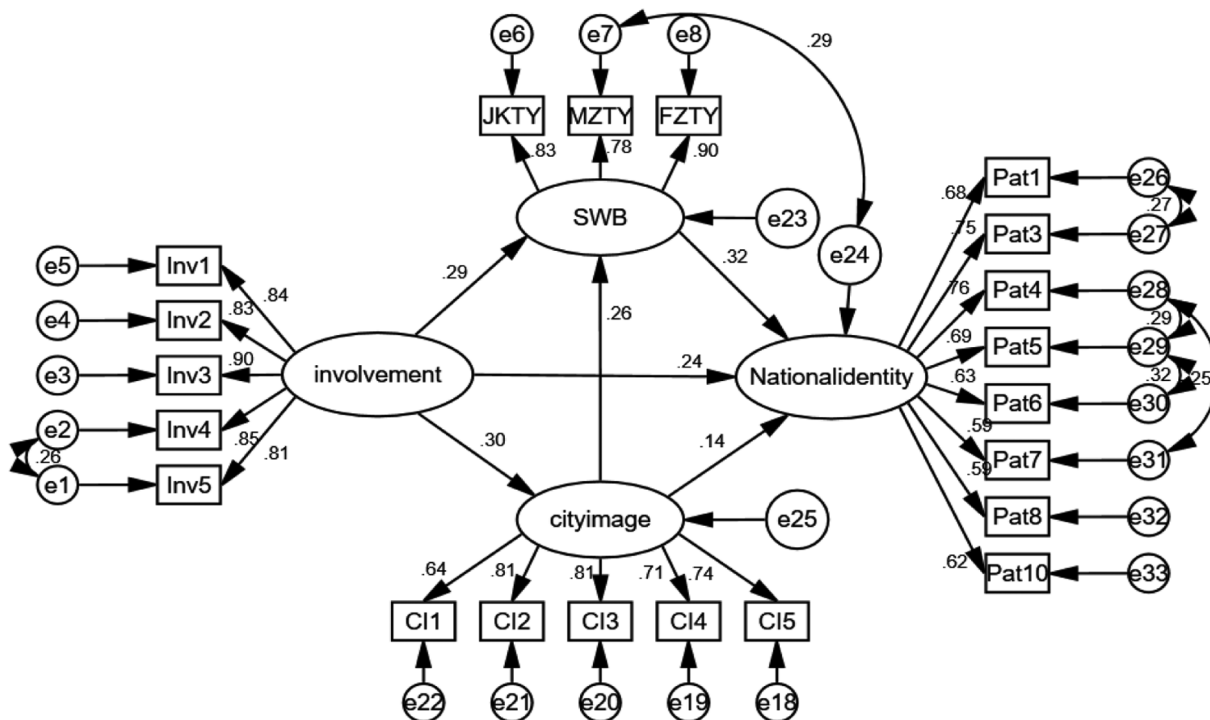 e6 e7 e8
.29
JKTY MZTY FZTY
.83 .78 .90
SWB
e23
e24
.29
.32
.26
e5 Inv1
e4 Inv2
e3 Inv3
e2 Inv4
e1 Inv5
.26
.84
.83
.90
.85
.81
involvement
.24
Nationalidentity
.30
.14
cityimage
e25
.64 .81 .81 .71 .74
CI1 CI2 CI3 CI4 CI5
e22 e21 e20 e19 e18
.68
.75
.76
.69
.63
.59
.59
.62
Pat1 e26
Pat3 e27
Pat4 e28
Pat5 e29
Pat6 e30
Pat7 e31
Pat8 e32
Pat10 e33
.27
.29
.32
.25